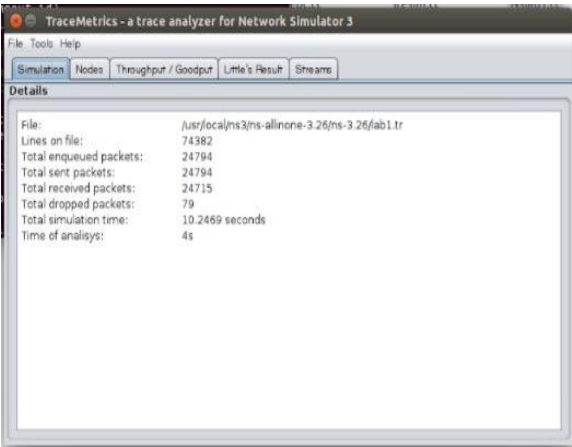 TraceMetrics - a trace analyzer for Network Simulator 3
File Tools Help
Simulation Nodes Throughput / Goodput Little's Result Streams
Details
File: /usr/local/ns3/ns-allinone-3.26/ns-3.26/lab1.tr
Lines on file: 74382
Total enqueued packets: 24794
Total sent packets: 24794
Total received packets: 24715
Total dropped packets: 79
Total simulation time: 10.2469 seconds
Time of analisys: 4s